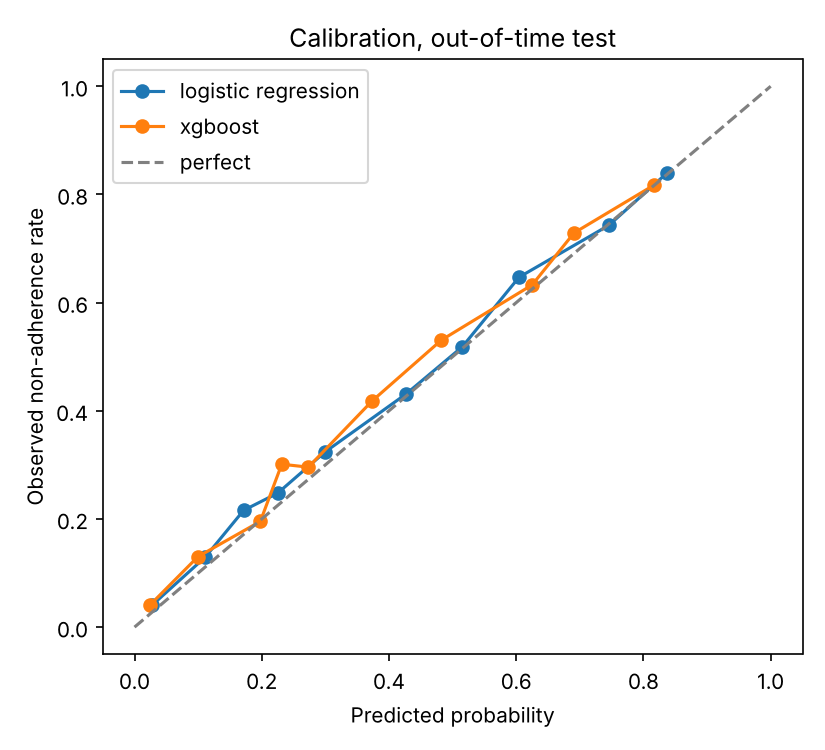 Calibration, out-of-time test
logistic regression
xgboost
perfect
Observed non-adherence rate
1.0
0.8
0.6
0.4
0.2
0.0
0.0
0.2
0.4
0.6
0.8
1.0
Predicted probability